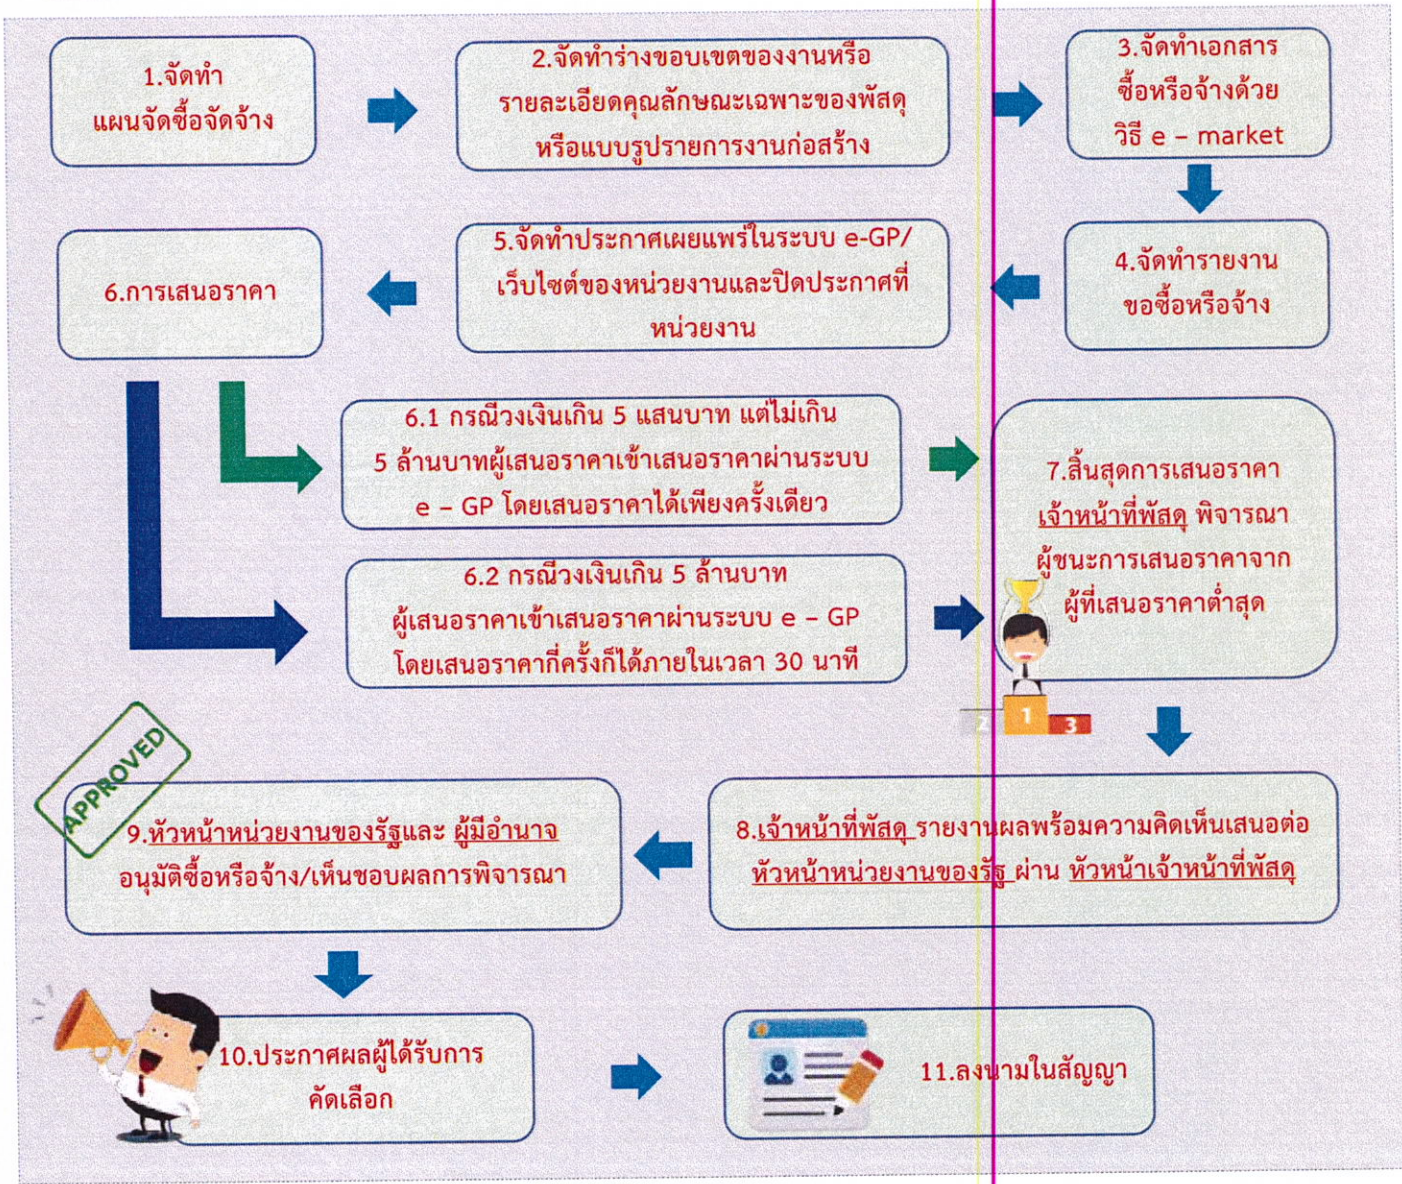 1.จัดทำ
แผนจัดซื้อจัดจ้าง
2.จัดทำร่างขอบเขตของงานหรือ
รายละเอียดคุณลักษณะเฉพาะของพัสดุ
หรือแบบรูปรายการงานก่อสร้าง
3.จัดทำเอกสาร
ซื้อหรือจ้างด้วย
วิธี e – market
4.จัดทำรายงาน
ขอซื้อหรือจ้าง
5.จัดทำประกาศเผยแพร่ในระบบ e-GP/
เว็บไซต์ของหน่วยงานและปิดประกาศที่
หน่วยงาน
6.การเสนอราคา
6.1 กรณีวงเงินเกิน 5 แสนบาท แต่ไม่เกิน
5 ล้านบาทผู้เสนอราคาเข้าเสนอราคาผ่านระบบ
e – GP โดยเสนอราคาได้เพียงครั้งเดียว
6.2 กรณีวงเงินเกิน 5 ล้านบาท
ผู้เสนอราคาเข้าเสนอราคาผ่านระบบ e – GP
โดยเสนอราคากี่ครั้งก็ได้ภายในเวลา 30 นาที
7.สิ้นสุดการเสนอราคา
เจ้าหน้าที่พัสดุ พิจารณา
ผู้ชนะการเสนอราคาจาก
ผู้ที่เสนอราคาต่ำสุด
2 1 3
8.เจ้าหน้าที่พัสดุ รายงานผลพร้อมความคิดเห็นเสนอต่อ
หัวหน้าหน่วยงานของรัฐ ผ่าน หัวหน้าเจ้าหน้าที่พัสดุ
APPROVED
9.หัวหน้าหน่วยงานของรัฐและ ผู้มีอำนาจ
อนุมัติซื้อหรือจ้าง/เห็นชอบผลการพิจารณา
10.ประกาศผลผู้ได้รับการ
คัดเลือก
11.ลงนามในสัญญา